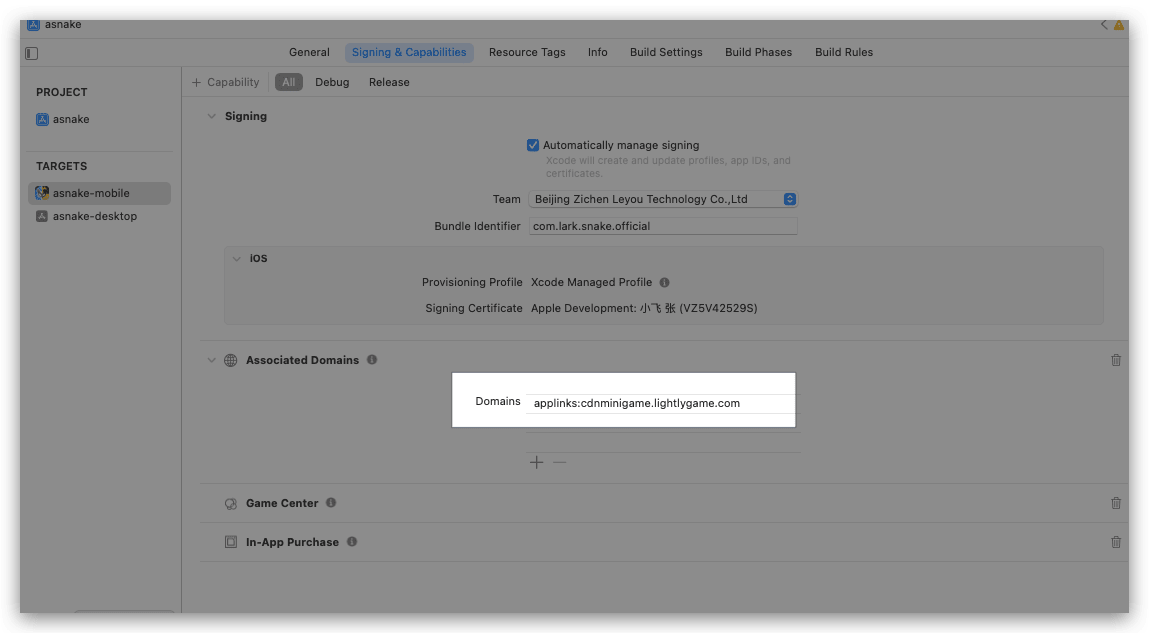 asnake
General Signing & Capabilities Resource Tags Info Build Settings Build Phases Build Rules
+ Capability All Debug Release
PROJECT
asnake
TARGETS
asnake-mobile
asnake-desktop
Signing
Automatically manage signing
Xcode will create and update profiles, app IDs, and
certificates.
Team Beijing Zichen Leyou Technology Co.,Ltd
Bundle Identifier com.lark.snake.official
iOS
Provisioning Profile Xcode Managed Profile
Signing Certificate Apple Development: 小飞 张 (VZ5V42529S)
Associated Domains
Domains applinks:cdnminigame.lightlygame.com
Game Center
In-App Purchase